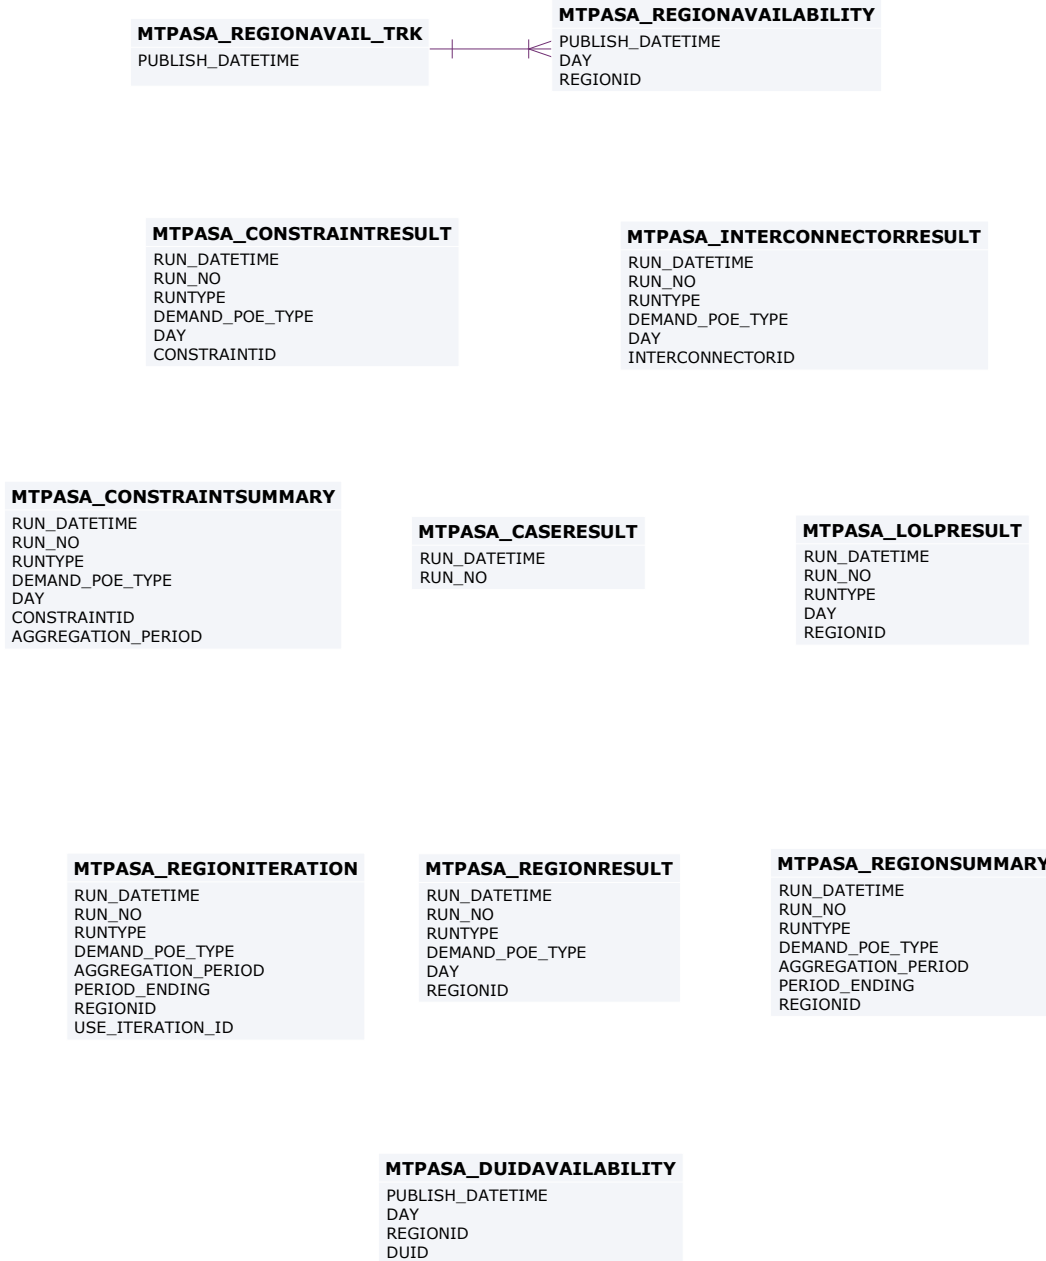 MTPASA_REGIONAVAIL_TRK
PUBLISH_DATETIME
MTPASA_REGIONAVAILABILITY
PUBLISH_DATETIME
DAY
REGIONID
MTPASA_CONSTRAINTRESULT
RUN_DATETIME
RUN_NO
RUNTYPE
DEMAND_POE_TYPE
DAY
CONSTRAINTID
MTPASA_INTERCONNECTORRESULT
RUN_DATETIME
RUN_NO
RUNTYPE
DEMAND_POE_TYPE
DAY
INTERCONNECTORID
MTPASA_CONSTRAINTSUMMARY
RUN_DATETIME
RUN_NO
RUNTYPE
DEMAND_POE_TYPE
DAY
CONSTRAINTID
AGGREGATION_PERIOD
MTPASA_CASERESULT
RUN_DATETIME
RUN_NO
MTPASA_LOLPRESULT
RUN_DATETIME
RUN_NO
RUNTYPE
DAY
REGIONID
MTPASA_REGIONITERATION
RUN_DATETIME
RUN_NO
RUNTYPE
DEMAND_POE_TYPE
AGGREGATION_PERIOD
PERIOD_ENDING
REGIONID
USE_ITERATION_ID
MTPASA_REGIONRESULT
RUN_DATETIME
RUN_NO
RUNTYPE
DEMAND_POE_TYPE
DAY
REGIONID
MTPASA_REGIONSUMMARY
RUN_DATETIME
RUN_NO
RUNTYPE
DEMAND_POE_TYPE
AGGREGATION_PERIOD
PERIOD_ENDING
REGIONID
MTPASA_DUIDAVAILABILITY
PUBLISH_DATETIME
DAY
REGIONID
DUID